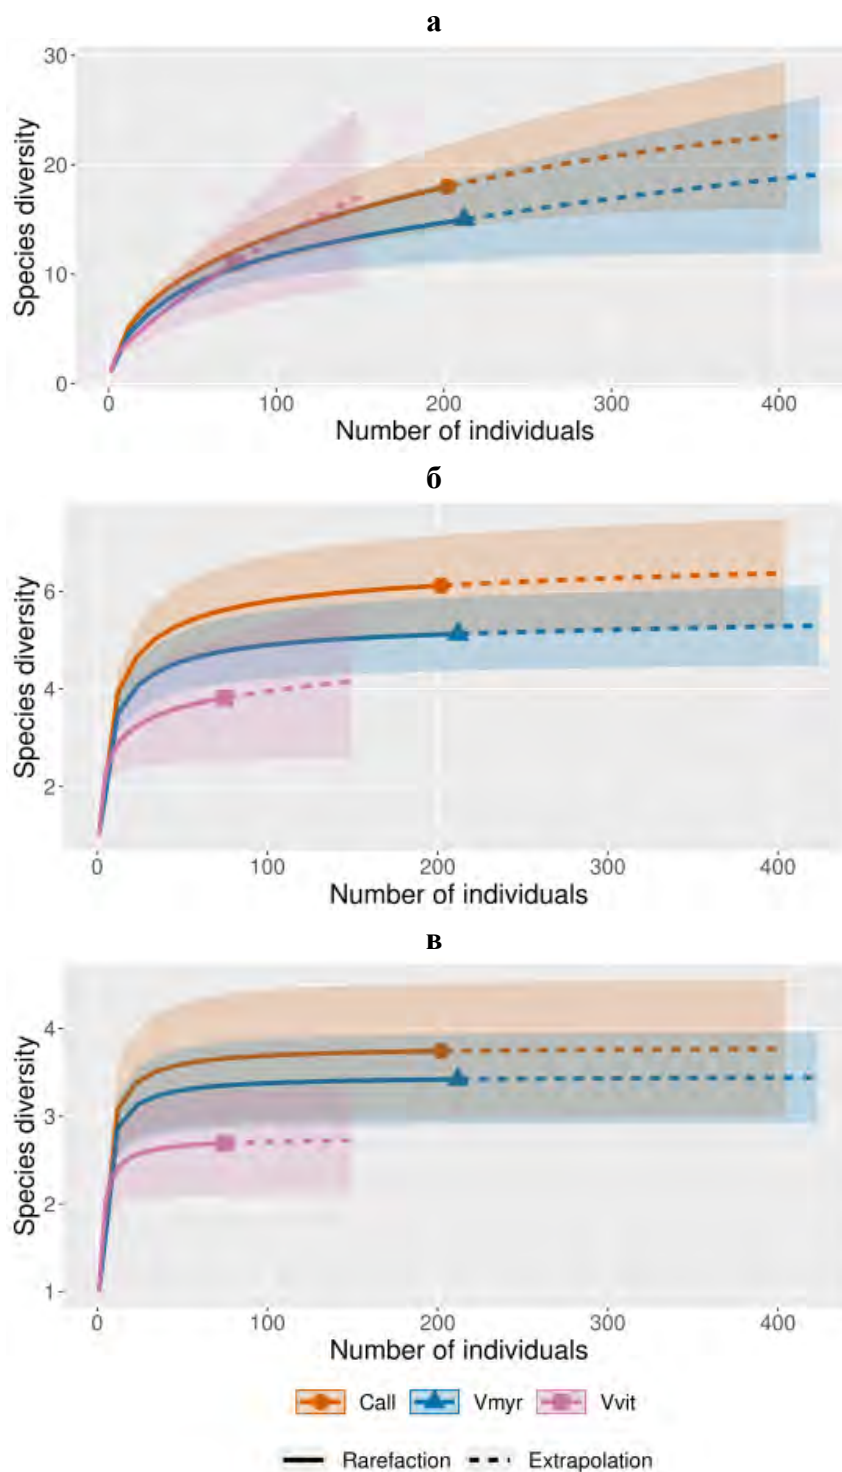 а
Species diversity
30
20
10
0
0 100 200 300 400
Number of individuals
б
Species diversity
6
4
2
0 100 200 300 400
Number of individuals
в
Species diversity
4
3
2
1
0 100 200 300 400
Number of individuals
Call Vmyr Vvit
Rarefaction Extrapolation